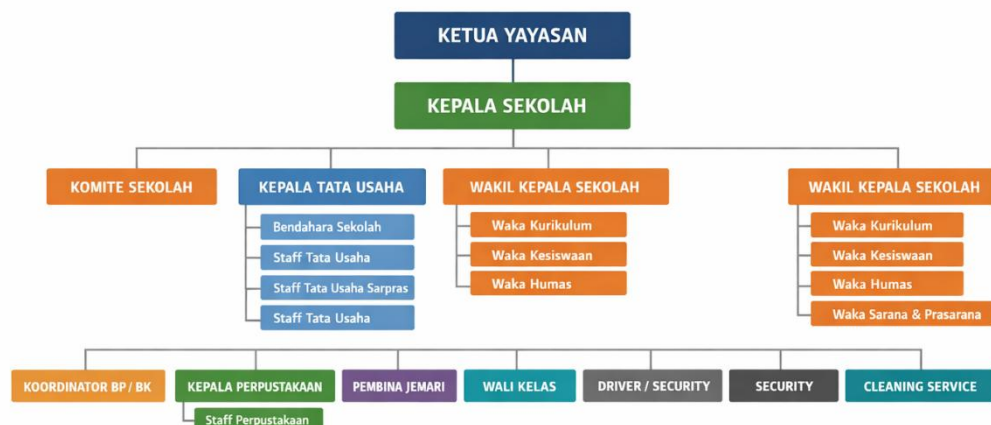 KETUA YAYASAN
KEPALA SEKOLAH
KOMITE SEKOLAH
KEPALA TATA USAHA
Bendahara Sekolah
Staff Tata Usaha
Staff Tata Usaha Sarpras
Staff Tata Usaha
WAKIL KEPALA SEKOLAH
Waka Kurikulum
Waka Kesiswaan
Waka Humas
WAKIL KEPALA SEKOLAH
Waka Kurikulum
Waka Kesiswaan
Waka Humas
Waka Sarana & Prasarana
KOORDINATOR BP / BK
KEPALA PERPUSTAKAAN
Staff Perpustakaan
PEMBINA JEMARI
WALI KELAS
DRIVER / SECURITY
SECURITY
CLEANING SERVICE